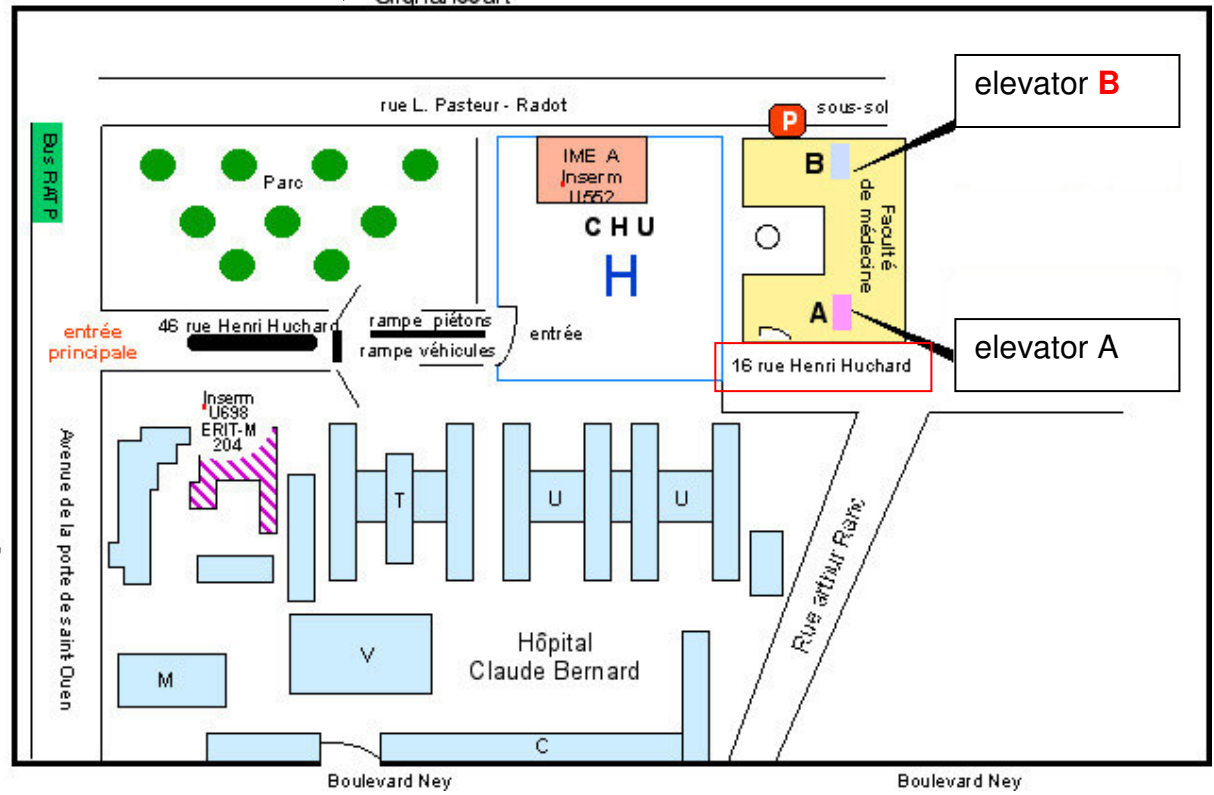 rue L. Pasteur - Radot
P
sous-sol
elevator B
Bus RATP
Parc
IME A
Inserm
U552
C H U
H
B
Faculté
de médecine
A
elevator A
entrée
principale
46 rue Henri Huchard
rampe piétons
rampe véhicules
entrée
16 rue Henri Huchard
Inserm
U698
ERIT-M
204
Avenue de la porte de saint Ouen
T
U
U
Rue arthur Ranc
V
M
Hôpital
Claude Bernard
C
Boulevard Ney
Boulevard Ney